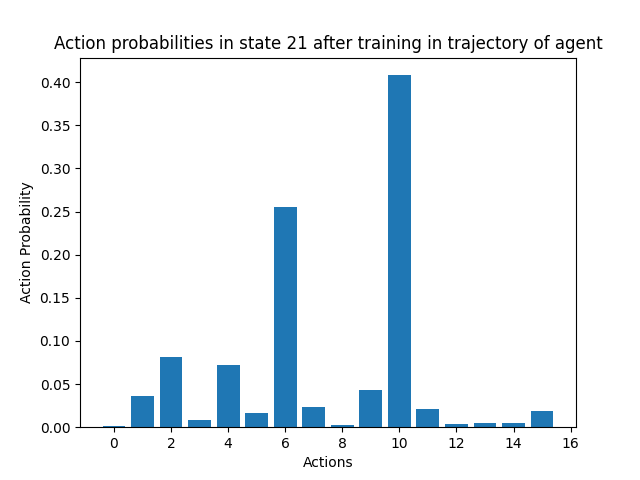 Action probabilities in state 21 after training in trajectory of agent
0.40
0.35
0.30
0.25
0.20
0.15
0.10
0.05
0.00
Action Probability
0 2 4 6 8 10 12 14 16
Actions